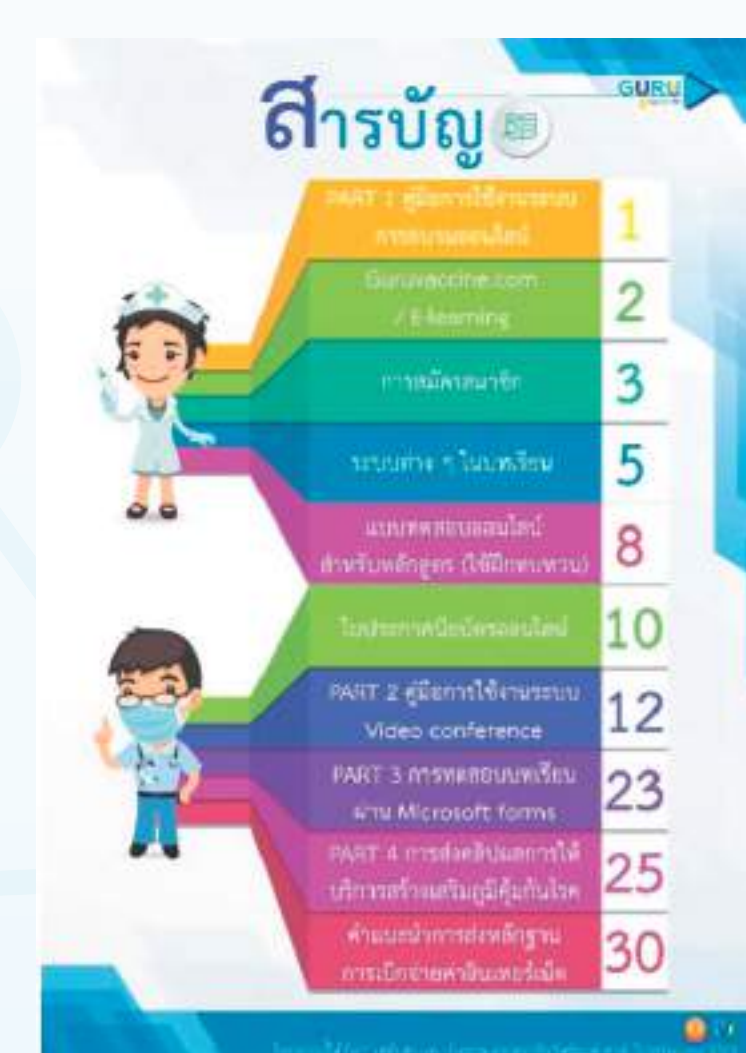 สารบัญ
GURU
PART 1 คู่มือการใช้งานระบบ
การอบรมออนไลน์
1
Guruvaccine.com
/ E-learning
2
การสมัครสมาชิก
3
ระบบต่าง ๆ ในบทเรียน
5
แบบทดสอบออนไลน์
สำหรับหลักสูตร (ใช้ฝึกทบทวน)
8
ใบประกาศนียบัตรออนไลน์
10
PART 2 คู่มือการใช้งานระบบ
Video conference
12
PART 3 การทดสอบบทเรียน
ผ่าน Microsoft forms
23
PART 4 การส่งคลิปผลการให้
บริการสร้างเสริมภูมิคุ้มกันโรค
25
คำแนะนำการส่งหลักฐาน
การเบิกจ่ายค่าอินเทอร์เน็ต
30